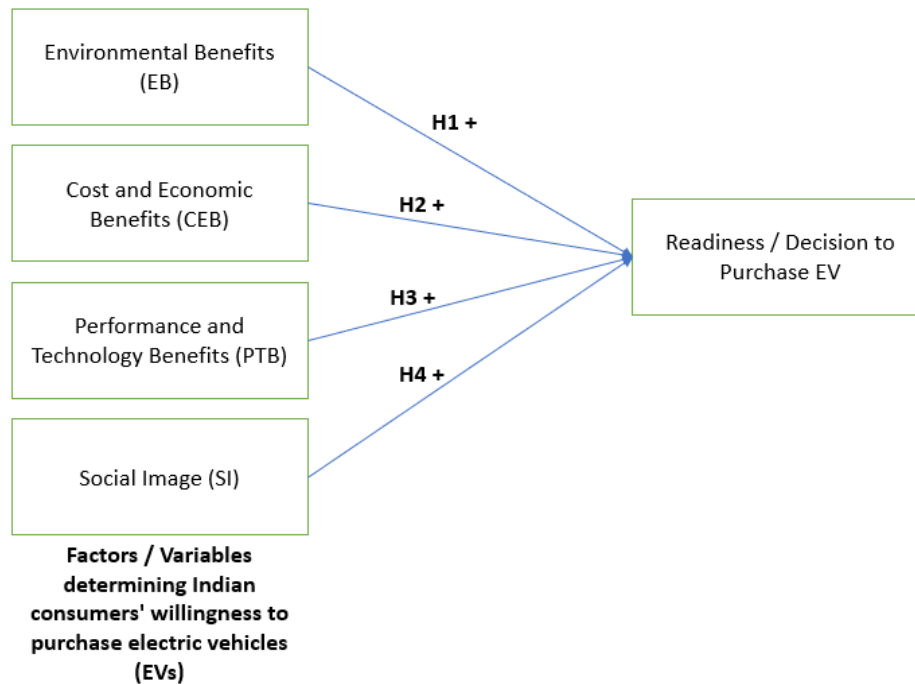 Environmental Benefits
(EB)
H1 +
Cost and Economic
Benefits (CEB)
H2 +
Readiness / Decision to
Purchase EV
Performance and
Technology Benefits (PTB)
H3 +
H4 +
Social Image (SI)
Factors / Variables
determining Indian
consumers' willingness to
purchase electric vehicles
(EVs)